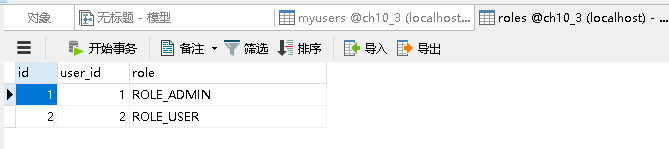 对象 无标题 - 模型 myusers @ch10_3 (localhost)... roles @ch10_3 (localhost) - ...
开始事务 备注 筛选 排序 导入 导出
id user_id role
1 1 ROLE_ADMIN
2 2 ROLE_USER